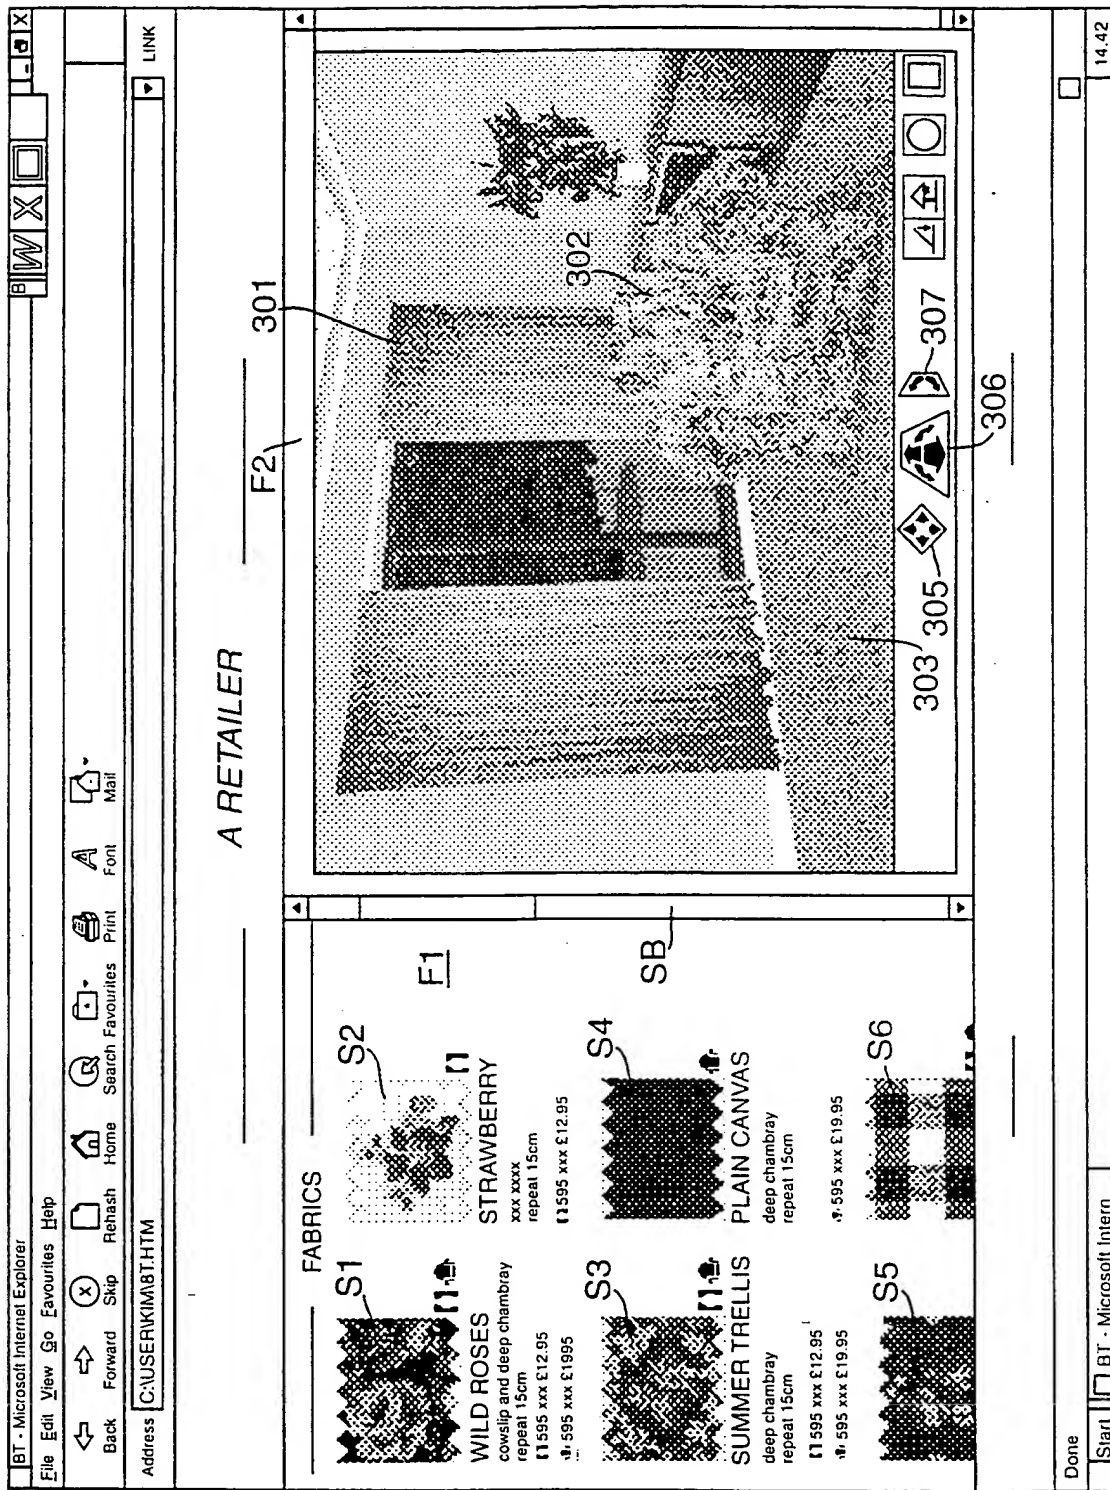 BT - Microsoft Internet Explorer
B W X
_ X
File Edit View Go Favourites Help
Back Forward Skip Rehash Home Search Favourites Print Font Mail
Address C:\USER\KIM\8T.HTM LINK
A RETAILER
FABRICS
F1
F2
S1
S2
WILD ROSES
cowslip and deep chambray
repeat 15cm
595 xxx £12.95
595 xxx £1995
STRAWBERRY
xxx xxxx
repeat 15cm
595 xxx £12.95
S3
S4
SUMMER TRELLIS
deep chambray
repeat 15cm
595 xxx £12.95
595 xxx £19.95
PLAIN CANVAS
deep chambray
repeat 15cm
595 xxx £19.95
S5
S6
SB
301
302
303
305
306
307
Done
Start BT - Microsoft Intern
14.42